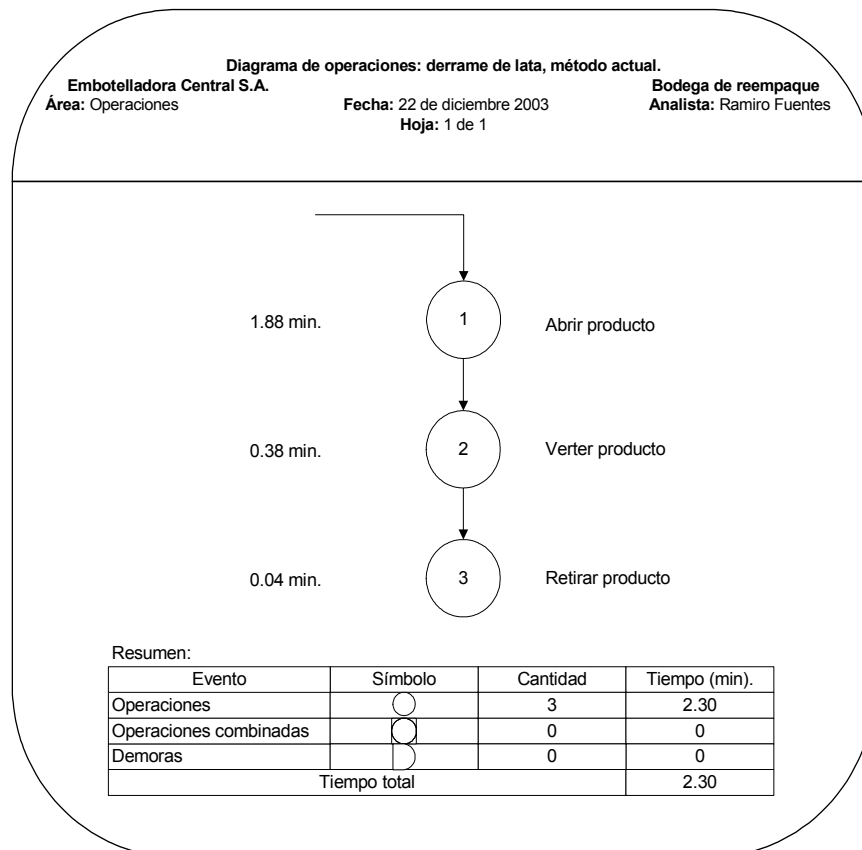 Diagrama de operaciones: derrame de lata, método actual.
Embotelladora Central S.A. Bodega de reempaque
Área: Operaciones Fecha: 22 de diciembre 2003 Analista: Ramiro Fuentes
Hoja: 1 de 1
1.88 min. 1 Abrir producto
0.38 min. 2 Verter producto
0.04 min. 3 Retirar producto
Resumen:
Evento Símbolo Cantidad Tiempo (min).
Operaciones 3 2.30
Operaciones combinadas 0 0
Demoras 0 0
Tiempo total 2.30